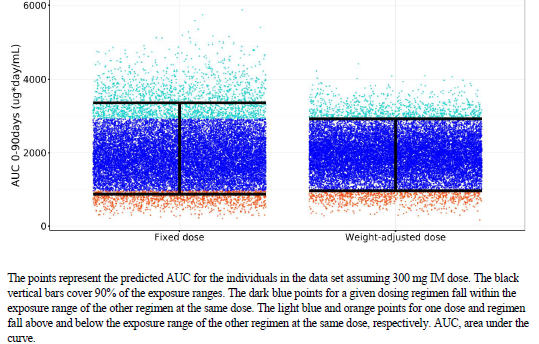 6000
4000
2000
0
AUC 0-90days (ug*day/mL)
Fixed dose
Weight-adjusted dose
The points represent the predicted AUC for the individuals in the data set assuming 300 mg IM dose. The black
vertical bars cover 90% of the exposure ranges. The dark blue points for a given dosing regimen fall within the
exposure range of the other regimen at the same dose. The light blue and orange points for one dose and regimen
fall above and below the exposure range of the other regimen at the same dose, respectively. AUC, area under the
curve.